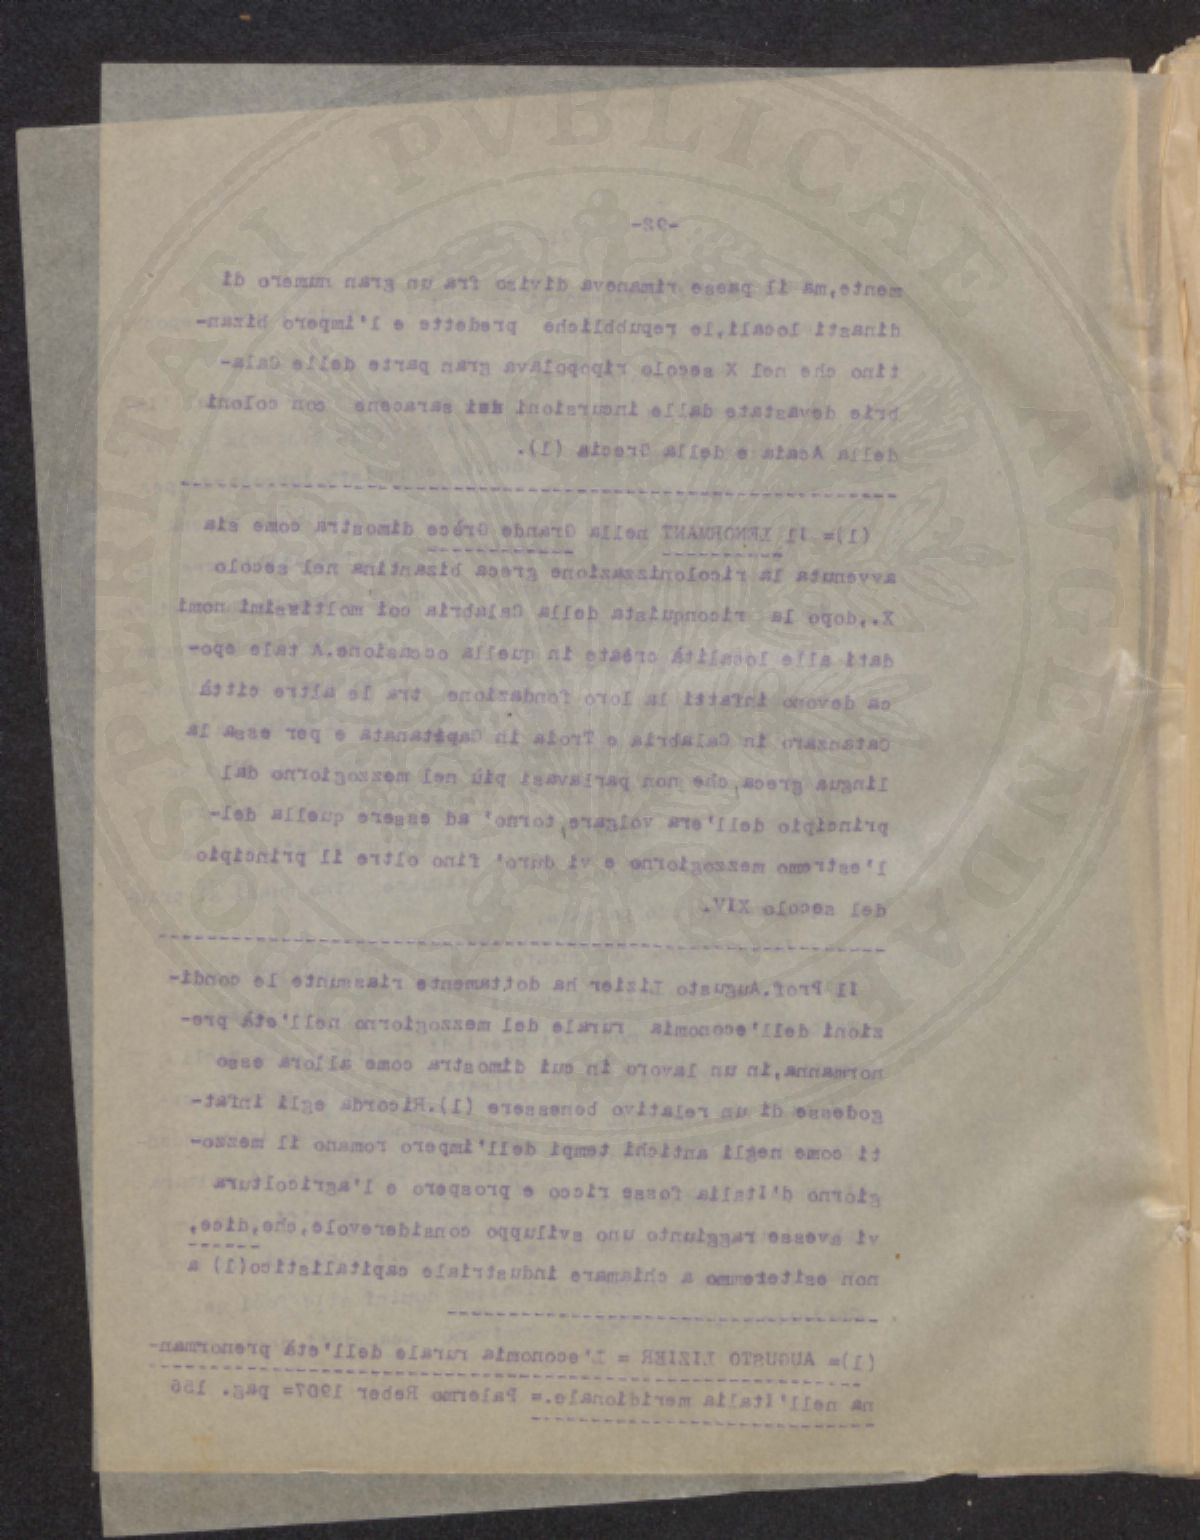 -92-
mente,ma il paese rimaneva diviso fra un gran numero di
dinasti locali,le repubbliche predette e l'impero bizan-
tino che nel X secolo ripopolava gran parte delle Cala-
brie devastate dalle incursioni saracene con coloni
della Acaia e della Grecia (1).
(1)= Il LENORMANT nella Grande Grèce dimostra come sia
avvenuta la ricolonizzazione greca bizantina nel secolo
X.,dopo la riconquista della Calabria coi moltissimi nomi
dati alle località create in quella occasione.A tale epo-
ca devono infatti la loro fondazione tra le altre città
Catanzaro in Calabria e Troia in Capitanata e per essa la
lingua greca,che non parlavasi più nel mezzogiorno dal
principio dell'era volgare,torno' ad essere quella del-
l'estremo mezzogiorno e vi duro' fino oltre il principio
del secolo XIV.
Il Prof.Augusto Lizier ha dottamente riassunte le condi-
zioni dell'economia rurale del mezzogiorno nell'età pre-
normanna,in un lavoro in cui dimostra come allora esso
godesse di un relativo benessere (1).Ricorda egli infat-
ti come negli antichi tempi dell'impero romano il mezzo-
giorno d'Italia fosse ricco e prospero e l'agricoltura
vi avesse raggiunto uno sviluppo considerevole,che,dice,
non esiteremmo a chiamare industriale capitalistico(1) a
(1)= AUGUSTO LIZIER = L'economia rurale dell'età prenorman-
na nell'Italia meridionale.= Palermo Reber 1907= pag. 156